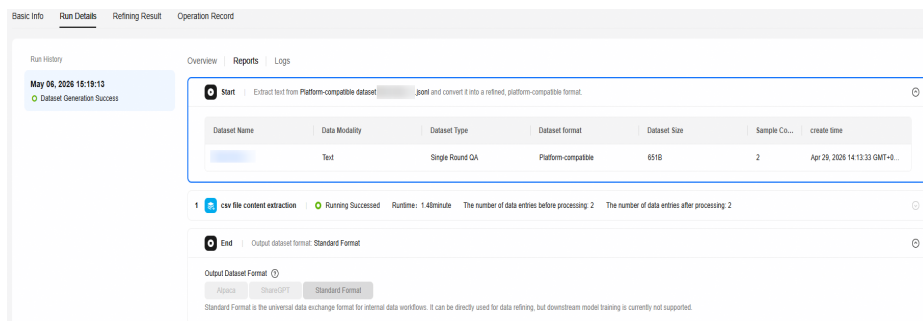 Basic Info Run Details Refining Result Operation Record
Run History
May 06, 2026 15:19:13
Dataset Generation Success
Overview Reports Logs
Start Extract text from Platform-compatible dataset .jsonl and convert it into a refined, platform-compatible format.
Dataset Name Data Modality Dataset Type Dataset format Dataset Size Sample Co... create time
Text Single Round QA Platform-compatible 651B 2 Apr 29, 2026 14:13:33 GMT+0...
1 csv file content extraction Running Successed Runtime: 1.48minute The number of data entries before processing: 2 The number of data entries after processing: 2
End Output dataset format: Standard Format
Output Dataset Format
Alpaca ShareGPT Standard Format
Standard Format is the universal data exchange format for internal data workflows. It can be directly used for data refining, but downstream model training is currently not supported.